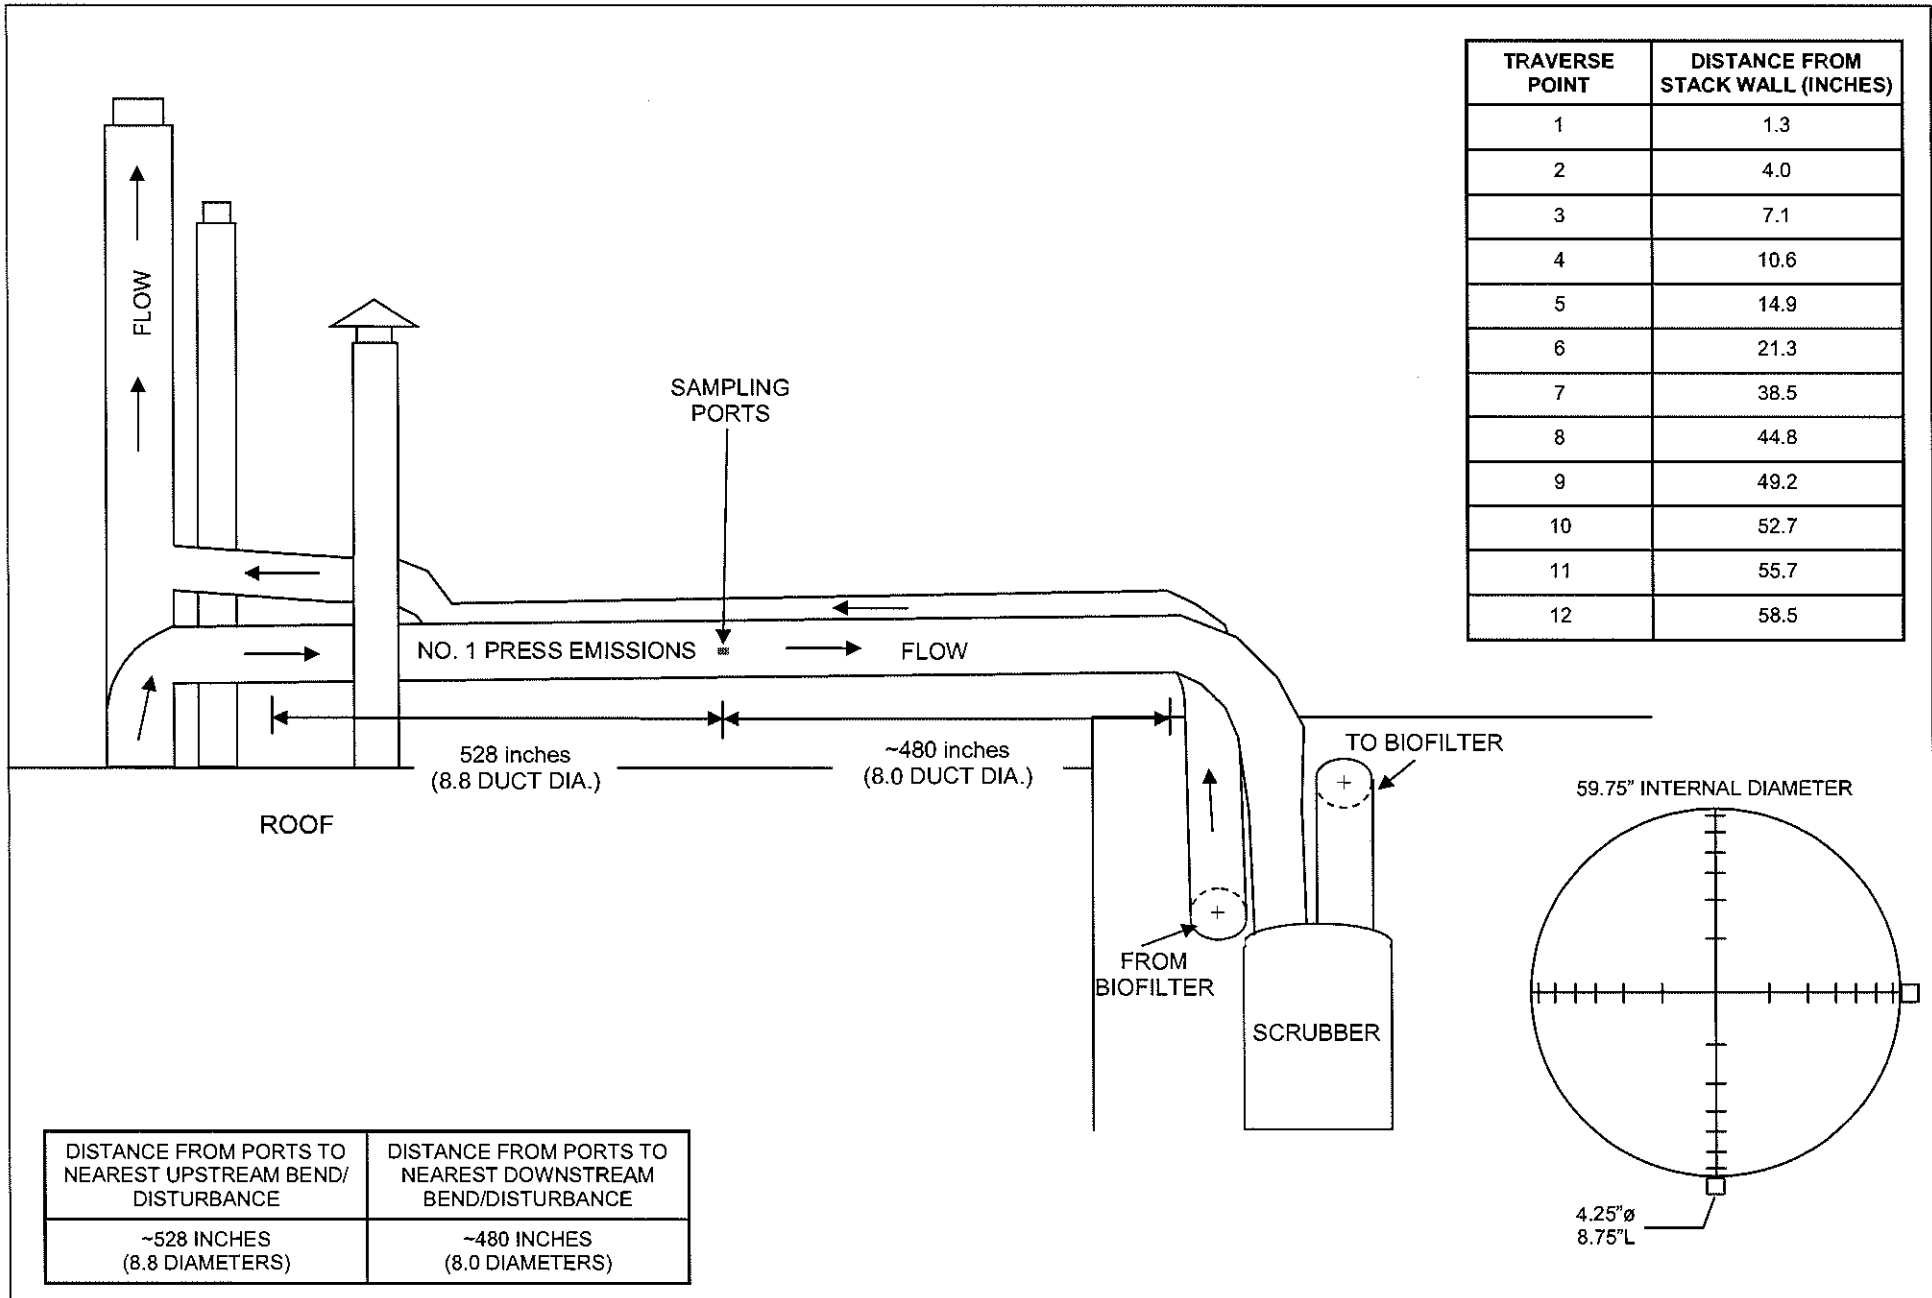 TRAVERSE POINT
DISTANCE FROM STACK WALL (INCHES)
1 1.3
2 4.0
3 7.1
4 10.6
5 14.9
6 21.3
7 38.5
8 44.8
9 49.2
10 52.7
11 55.7
12 58.5
FLOW
SAMPLING
PORTS
NO. 1 PRESS EMISSIONS
FLOW
528 inches
(8.8 DUCT DIA.)
~480 inches
(8.0 DUCT DIA.)
TO BIOFILTER
ROOF
59.75" INTERNAL DIAMETER
FROM
BIOFILTER
SCRUBBER
4.25"ø
8.75"L
DISTANCE FROM PORTS TO
NEAREST UPSTREAM BEND/
DISTURBANCE
DISTANCE FROM PORTS TO
NEAREST DOWNSTREAM
BEND/DISTURBANCE
~528 INCHES
(8.8 DIAMETERS)
~480 INCHES
(8.0 DIAMETERS)